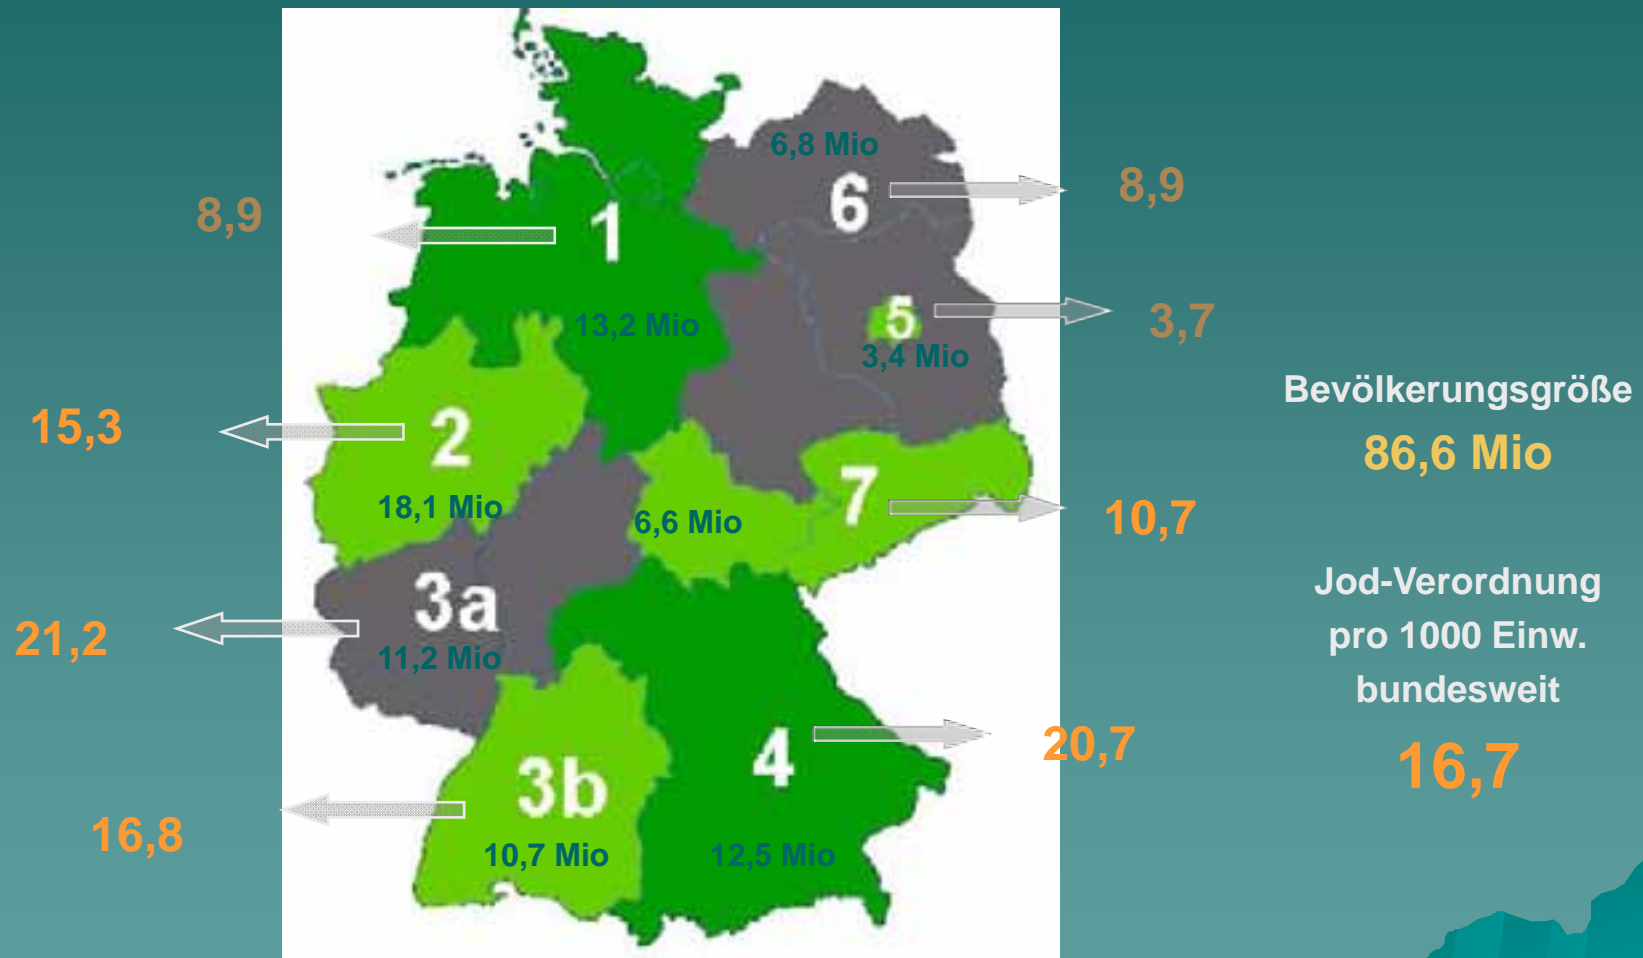 6,8 Mio
6
8,9
8,9
1
5
3,7
13,2 Mio
3,4 Mio
Bevölkerungsgröße
86,6 Mio
15,3
2
18,1 Mio
7
6,6 Mio
10,7
Jod-Verordnung
pro 1000 Einw.
bundesweit
16,7
3a
21,2
11,2 Mio
4
20,7
3b
16,8
10,7 Mio
12,5 Mio